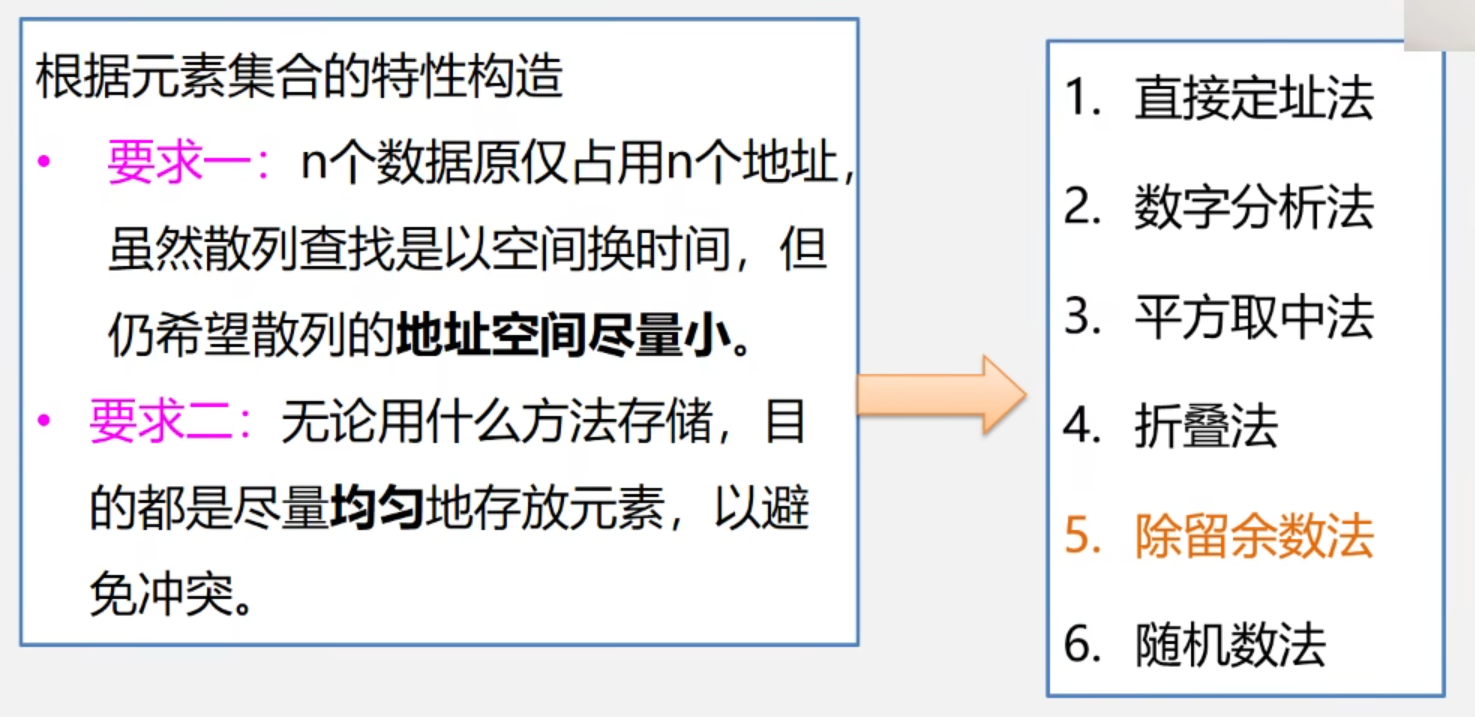 根据元素集合的特性构造
• 要求一：n个数据原仅占用n个地址，
虽然散列查找是以空间换时间，但
仍希望散列的地址空间尽量小。
• 要求二：无论用什么方法存储，目
的都是尽量均匀地存放元素，以避
免冲突。
1. 直接定址法
2. 数字分析法
3. 平方取中法
4. 折叠法
5. 除留余数法
6. 随机数法